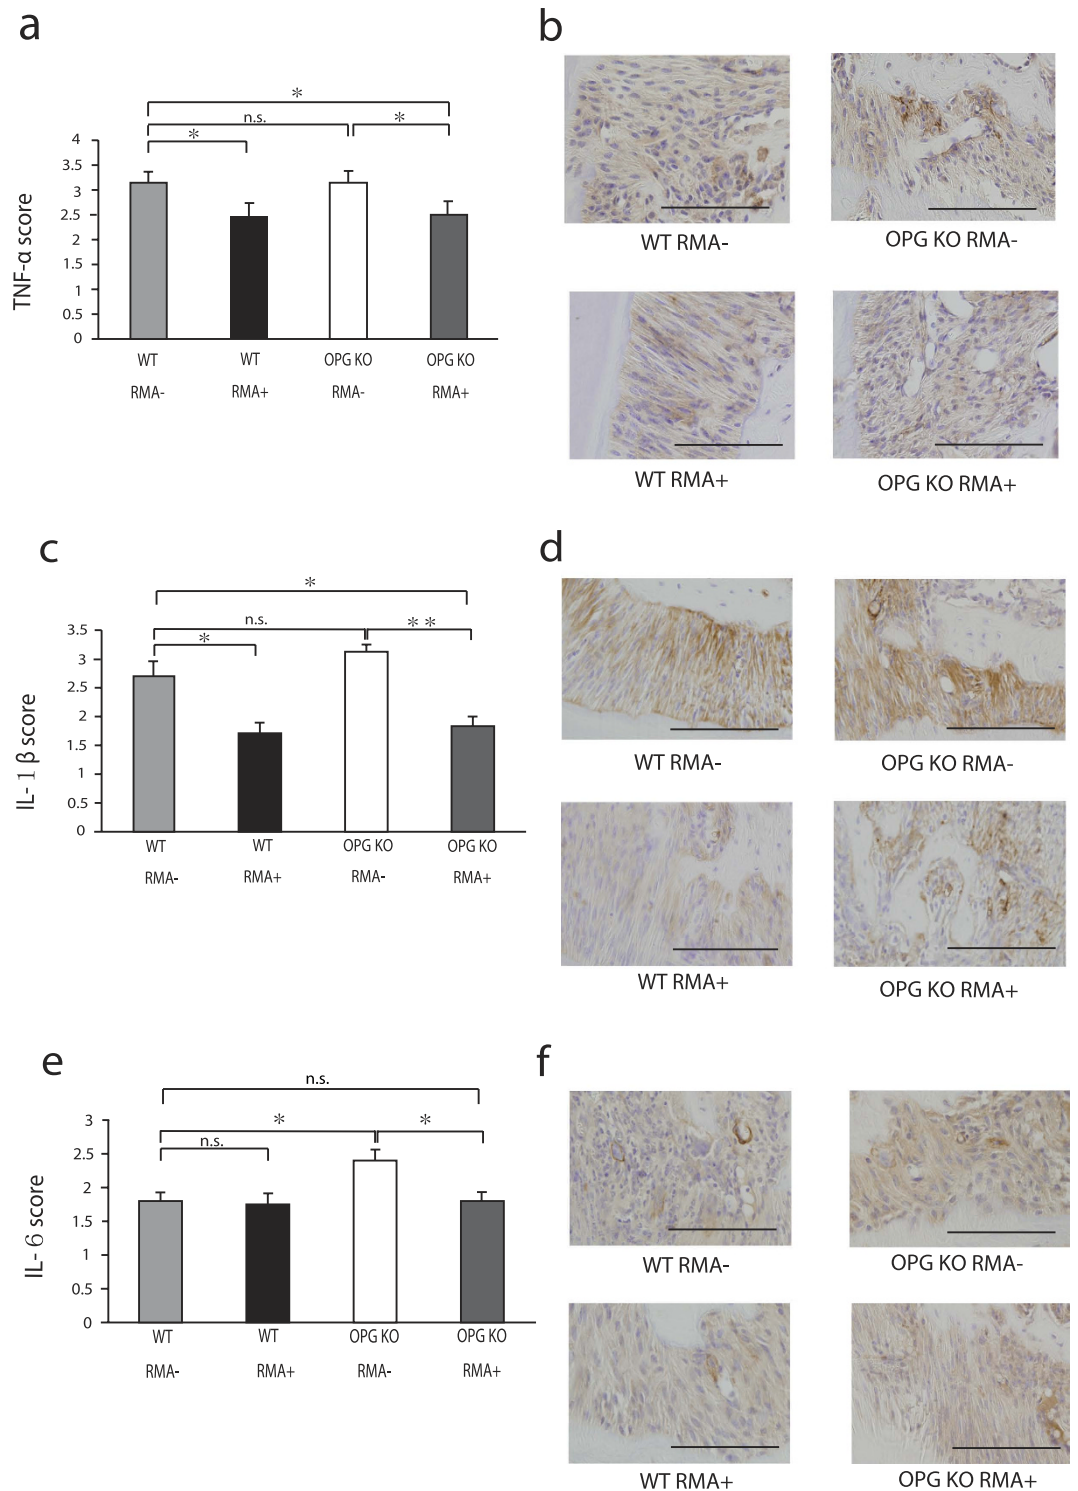 a
TNF-α score
4
3.5
3
2.5
2
1.5
1
0.5
0
*
n.s.
*
*
WT
RMA-
WT
RMA+
OPG KO
RMA-
OPG KO
RMA+
b
WT RMA-
OPG KO RMA-
WT RMA+
OPG KO RMA+
c
IL- 1 β score
3.5
3
2.5
2
1.5
1
0.5
0
*
n.s.
* *
*
WT
RMA-
WT
RMA+
OPG KO
RMA-
OPG KO
RMA+
d
WT RMA-
OPG KO RMA-
WT RMA+
OPG KO RMA+
e
IL- 6 score
3
2.5
2
1.5
1
0.5
0
n.s.
*
*
n.s.
WT
RMA-
WT
RMA+
OPG KO
RMA-
OPG KO
RMA+
f
WT RMA-
OPG KO RMA-
WT RMA+
OPG KO RMA+